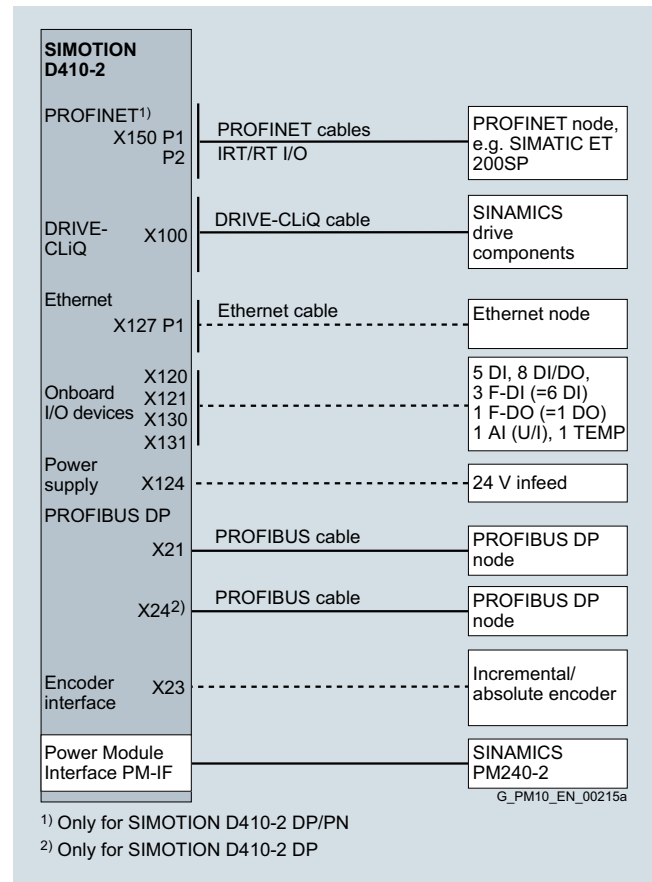 SIMOTION
D410-2
PROFINET1)
X150 P1
P2
PROFINET cables
IRT/RT I/O
PROFINET node,
e.g. SIMATIC ET
200SP
DRIVE-
CLiQ
X100
DRIVE-CLiQ cable
SINAMICS
drive
components
Ethernet
X127 P1
Ethernet cable
Ethernet node
Onboard
I/O devices
X120
X121
X130
X131
5 DI, 8 DI/DO,
3 F-DI (=6 DI)
1 F-DO (=1 DO)
1 AI (U/I), 1 TEMP
Power
supply
X124
24 V infeed
PROFIBUS DP
X21
PROFIBUS cable
PROFIBUS DP
node
X242)
PROFIBUS cable
PROFIBUS DP
node
Encoder
interface
X23
Incremental/
absolute encoder
Power Module
Interface PM-IF
SINAMICS
PM240-2
G_PM10_EN_00215a
1) Only for SIMOTION D410-2 DP/PN
2) Only for SIMOTION D410-2 DP